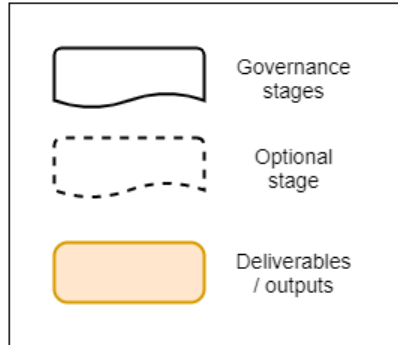 Governance
stages
Optional
stage
Deliverables
/ outputs